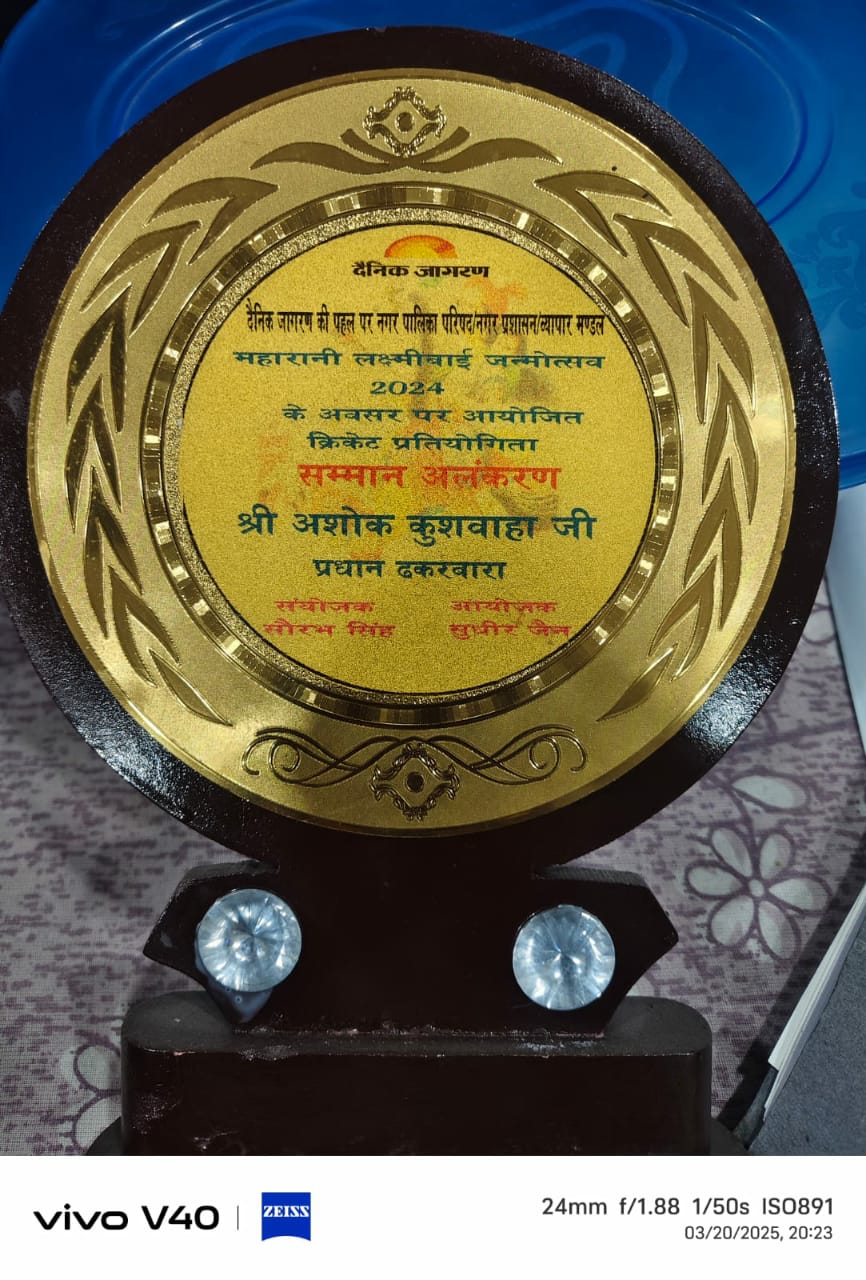 दैनिक जागरण
दैनिक जागरण की पहल पर नगर पालिका परिषद/नगर प्रशासन/व्यापार मण्डल
महारानी लक्ष्मीबाई जन्मोत्सव
2024
के अवसर पर आयोजित
क्रिकेट प्रतियोगिता
सम्मान अलंकरण
श्री अशोक कुशवाहा जी
प्रधान ढकरवारा
संयोजक आयोजक
सौरभ सिंह सुधीर जैन
vivo V40 | ZEISS 24mm f/1.88 1/50s ISO891
03/20/2025, 20:23